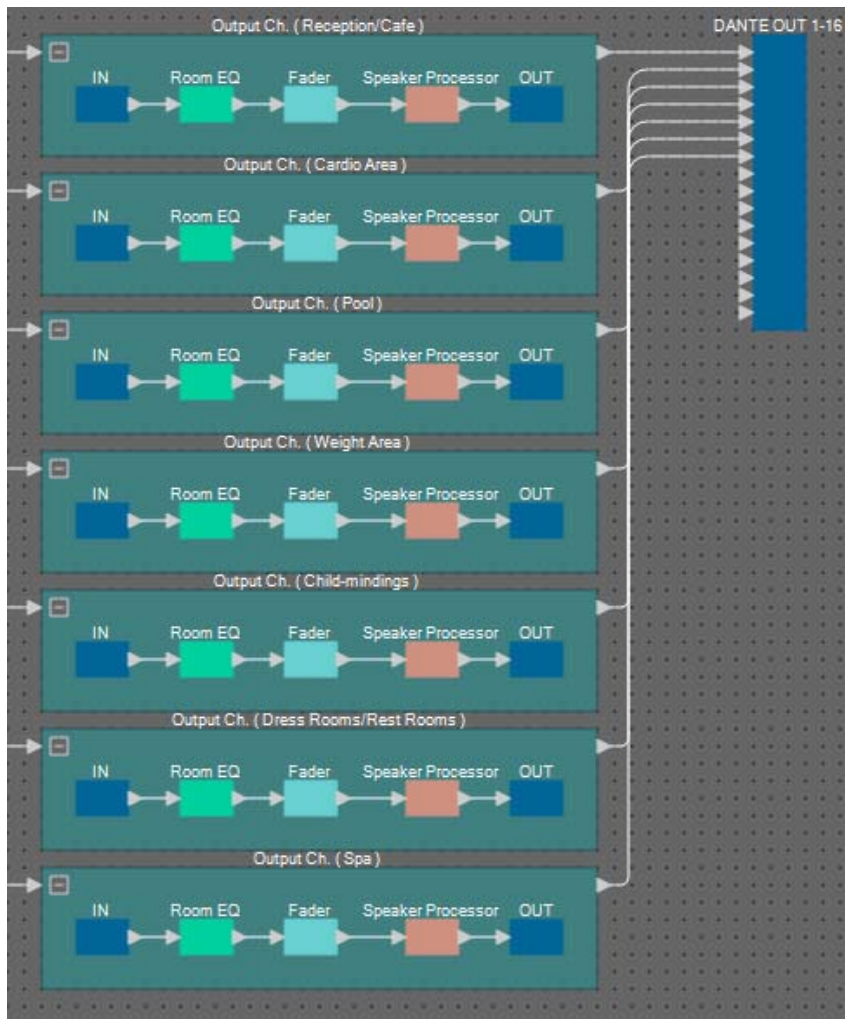 Output Ch. ( Reception/Cafe )
DANTE OUT 1-16
IN Room EQ Fader Speaker Processor OUT
Output Ch. ( Cardio Area )
IN Room EQ Fader Speaker Processor OUT
Output Ch. ( Pool )
IN Room EQ Fader Speaker Processor OUT
Output Ch. ( Weight Area )
IN Room EQ Fader Speaker Processor OUT
Output Ch. ( Child-mindings )
IN Room EQ Fader Speaker Processor OUT
Output Ch. ( Dress Rooms/Rest Rooms )
IN Room EQ Fader Speaker Processor OUT
Output Ch. ( Spa )
IN Room EQ Fader Speaker Processor OUT